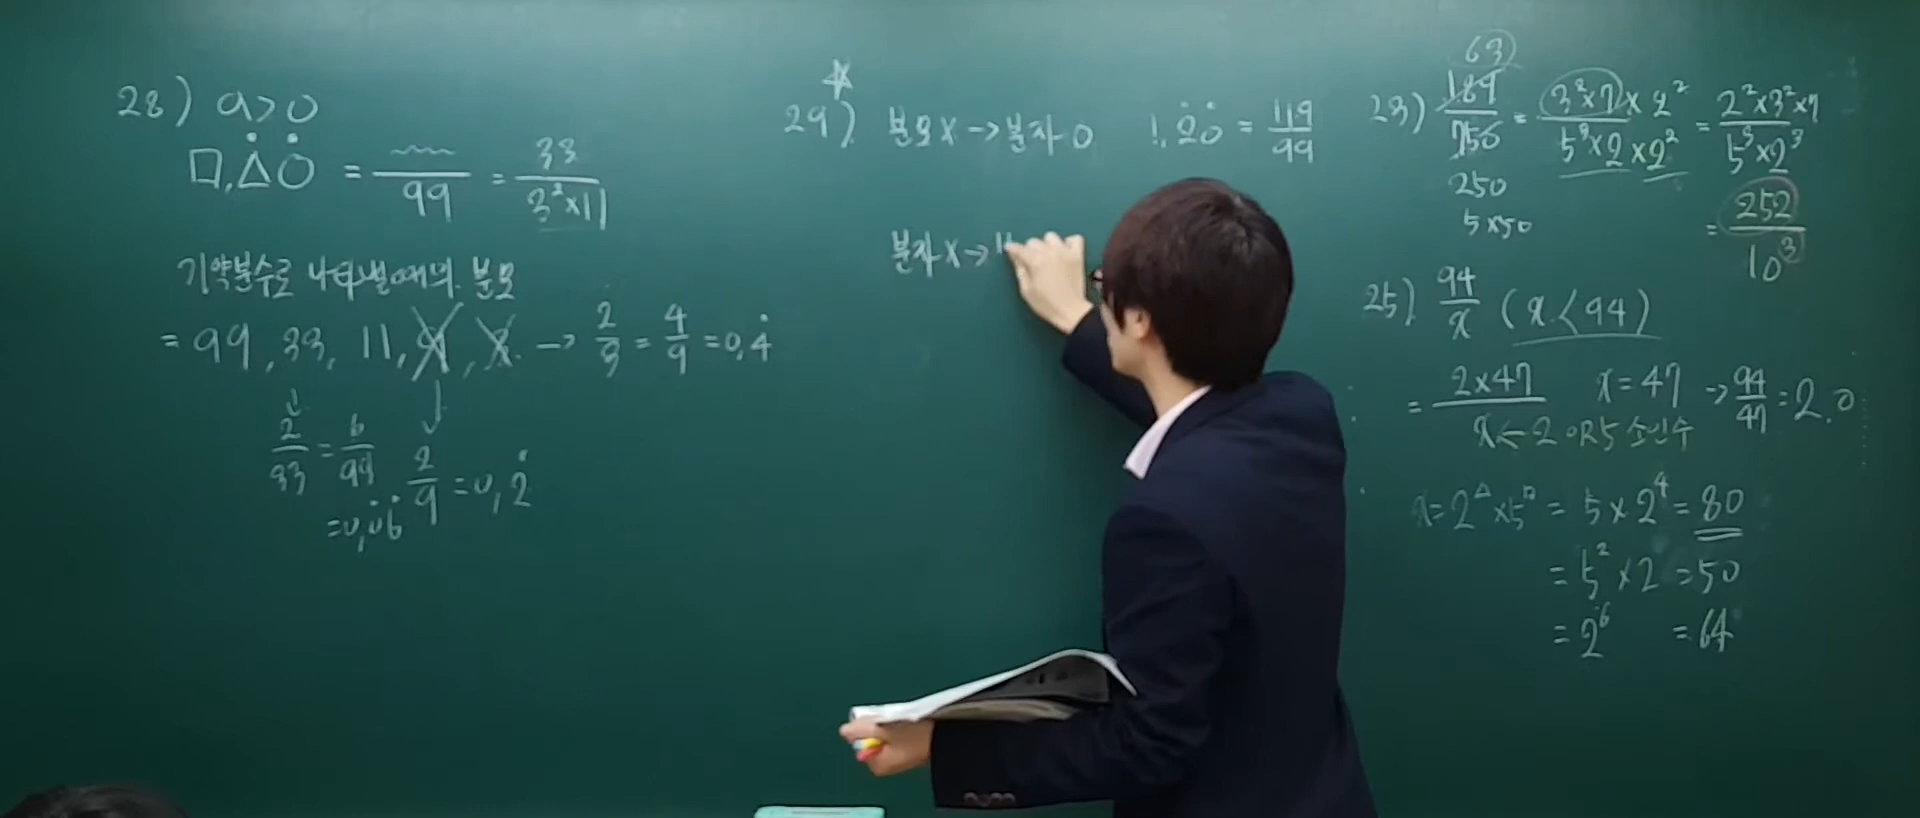 28) a>0
□.△̇○̇ = ﹏/99 = 33/3²×11
기약분수로 나타낼때의 분모
= 99, 33, 11, 9, 3. → 2/3 = 4/9 = 0.4̇
2/33 = 6/99
= 0.0̇6̇
2/9 = 0.2̇
29) 분모X → 분자O 1.2̇0̇ = 119/99
분자X →
23) 189/750 = 3²×7×2²/5³×2×2² = 2²×3²×7/5³×2³
63
250
5×50
= 252/10³
25) 94/x (x<94)
= 2×47/x x=47 → 94/47 = 2.0
x ← 2 OR 5 소인수
x=2^△×5^□ = 5×2⁴ = 80
= 5²×2 = 50
= 2⁶ = 64